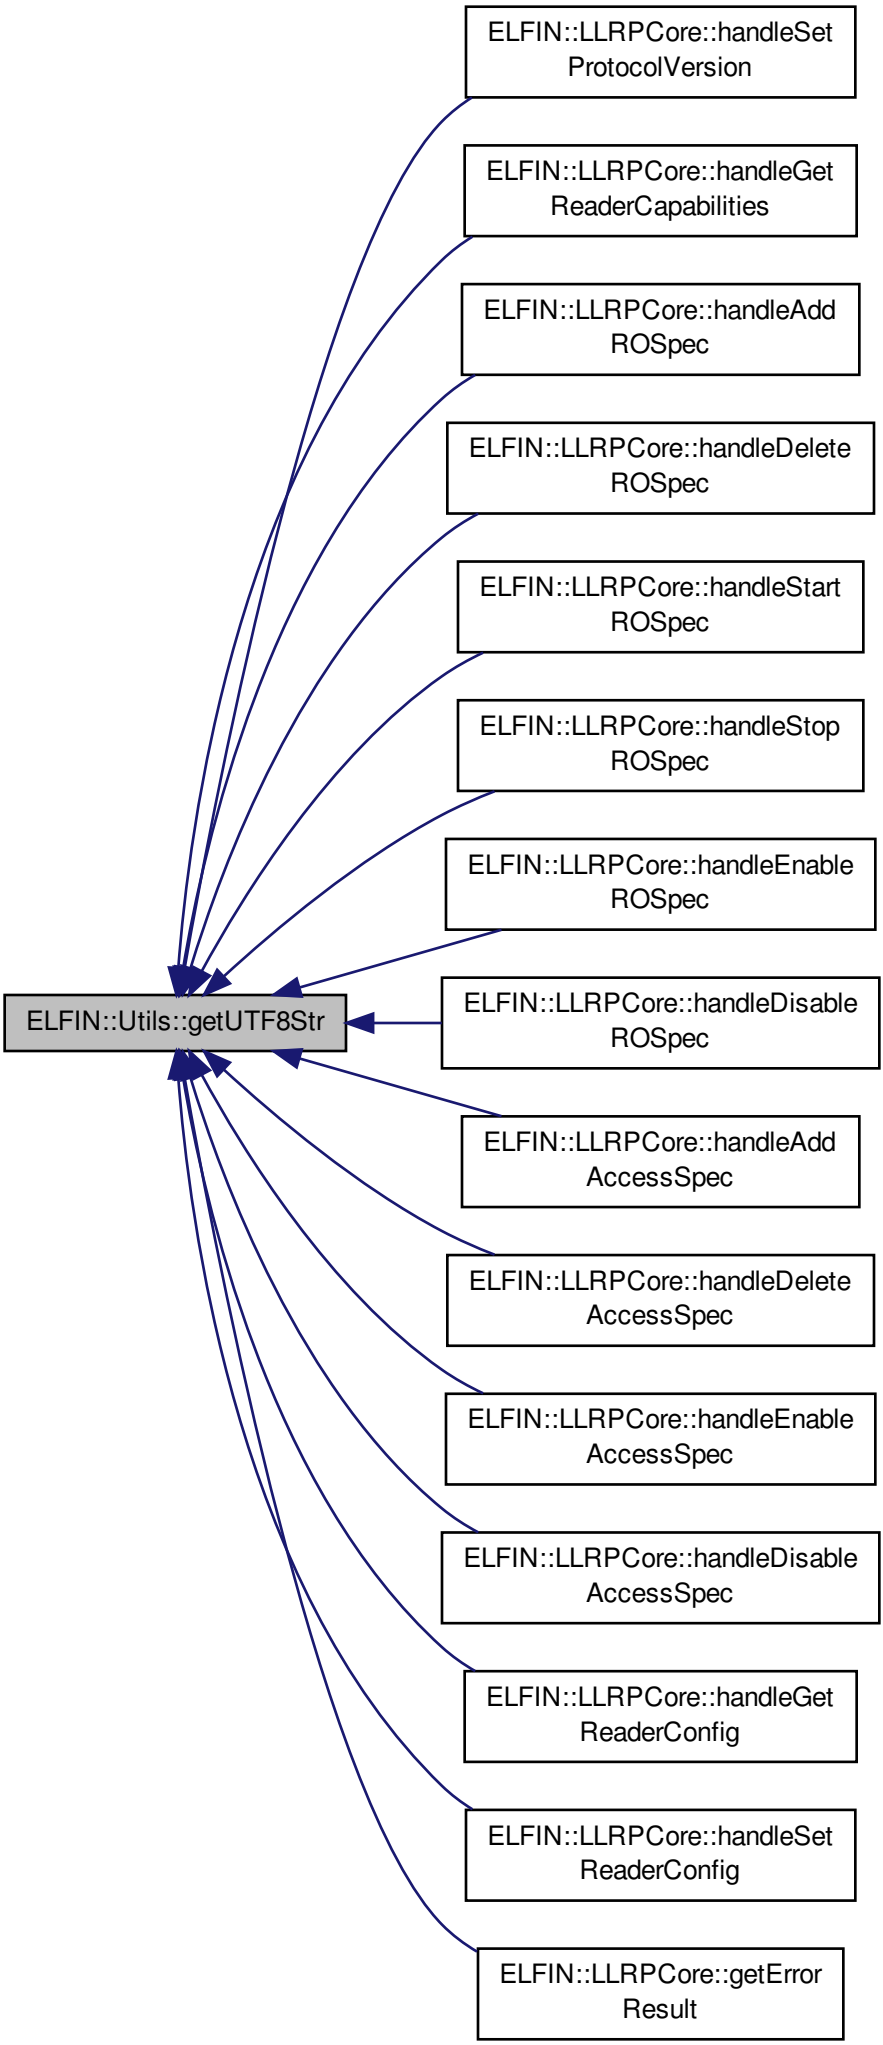 ELFIN::LLRPCore::handleSet
ProtocolVersion
ELFIN::LLRPCore::handleGet
ReaderCapabilities
ELFIN::LLRPCore::handleAdd
ROSpec
ELFIN::LLRPCore::handleDelete
ROSpec
ELFIN::LLRPCore::handleStart
ROSpec
ELFIN::LLRPCore::handleStop
ROSpec
ELFIN::LLRPCore::handleEnable
ROSpec
ELFIN::Utils::getUTF8Str
ELFIN::LLRPCore::handleDisable
ROSpec
ELFIN::LLRPCore::handleAdd
AccessSpec
ELFIN::LLRPCore::handleDelete
AccessSpec
ELFIN::LLRPCore::handleEnable
AccessSpec
ELFIN::LLRPCore::handleDisable
AccessSpec
ELFIN::LLRPCore::handleGet
ReaderConfig
ELFIN::LLRPCore::handleSet
ReaderConfig
ELFIN::LLRPCore::getError
Result